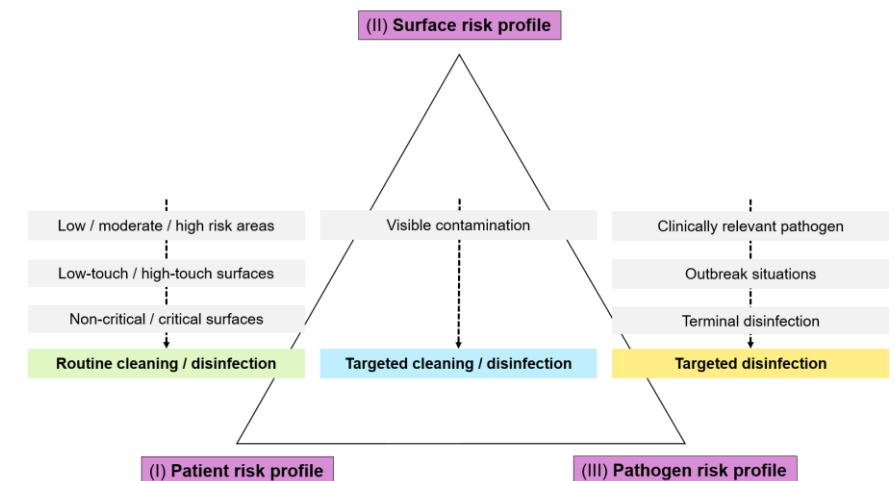 (II) Surface risk profile
Low / moderate / high risk areas
Visible contamination
Clinically relevant pathogen
Low-touch / high-touch surfaces
Outbreak situations
Non-critical / critical surfaces
Terminal disinfection
Routine cleaning / disinfection
Targeted cleaning / disinfection
Targeted disinfection
(I) Patient risk profile
(III) Pathogen risk profile